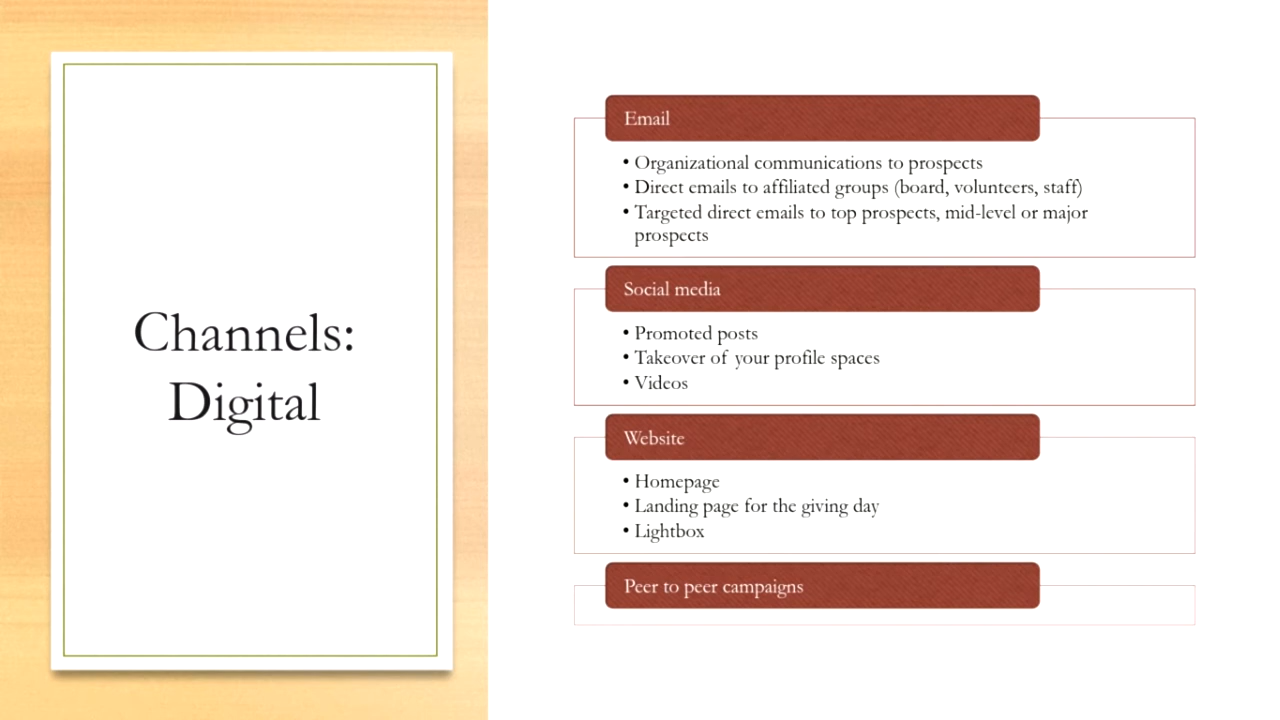 Channels:
Digital
Email
• Organizational communications to prospects
• Direct emails to affiliated groups (board, volunteers, staff)
• Targeted direct emails to top prospects, mid-level or major
prospects
Social media
• Promoted posts
• Takeover of your profile spaces
• Videos
Website
• Homepage
• Landing page for the giving day
• Lightbox
Peer to peer campaigns